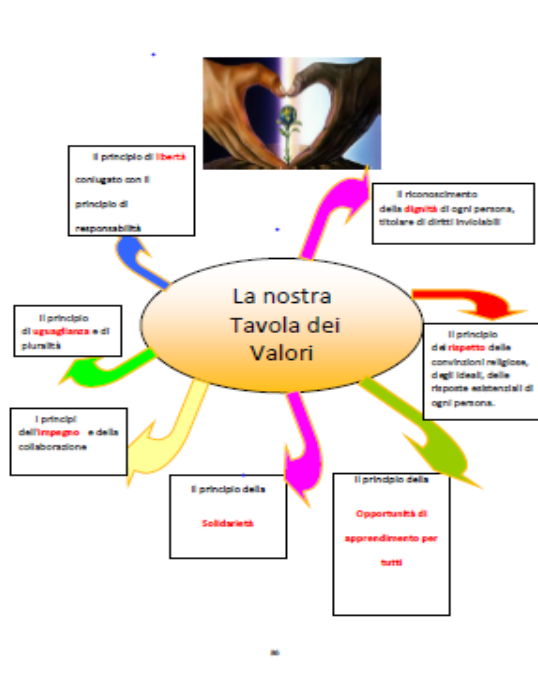 Il principio di libertà
coniugato con il
principio di
responsabilità
Il riconoscimento
della dignità di ogni persona,
titolare di diritti inviolabili
La nostra
Tavola dei
Valori
Il principio
di uguaglianza e di
pluralità
Il principio
del rispetto delle
convinzioni religiose,
degli ideali, delle
risposte esistenziali di
ogni persona.
I principi
dell'impegno e della
collaborazione
Il principio della
Solidarietà
Il principio della
Opportunità di
apprendimento per
tutti